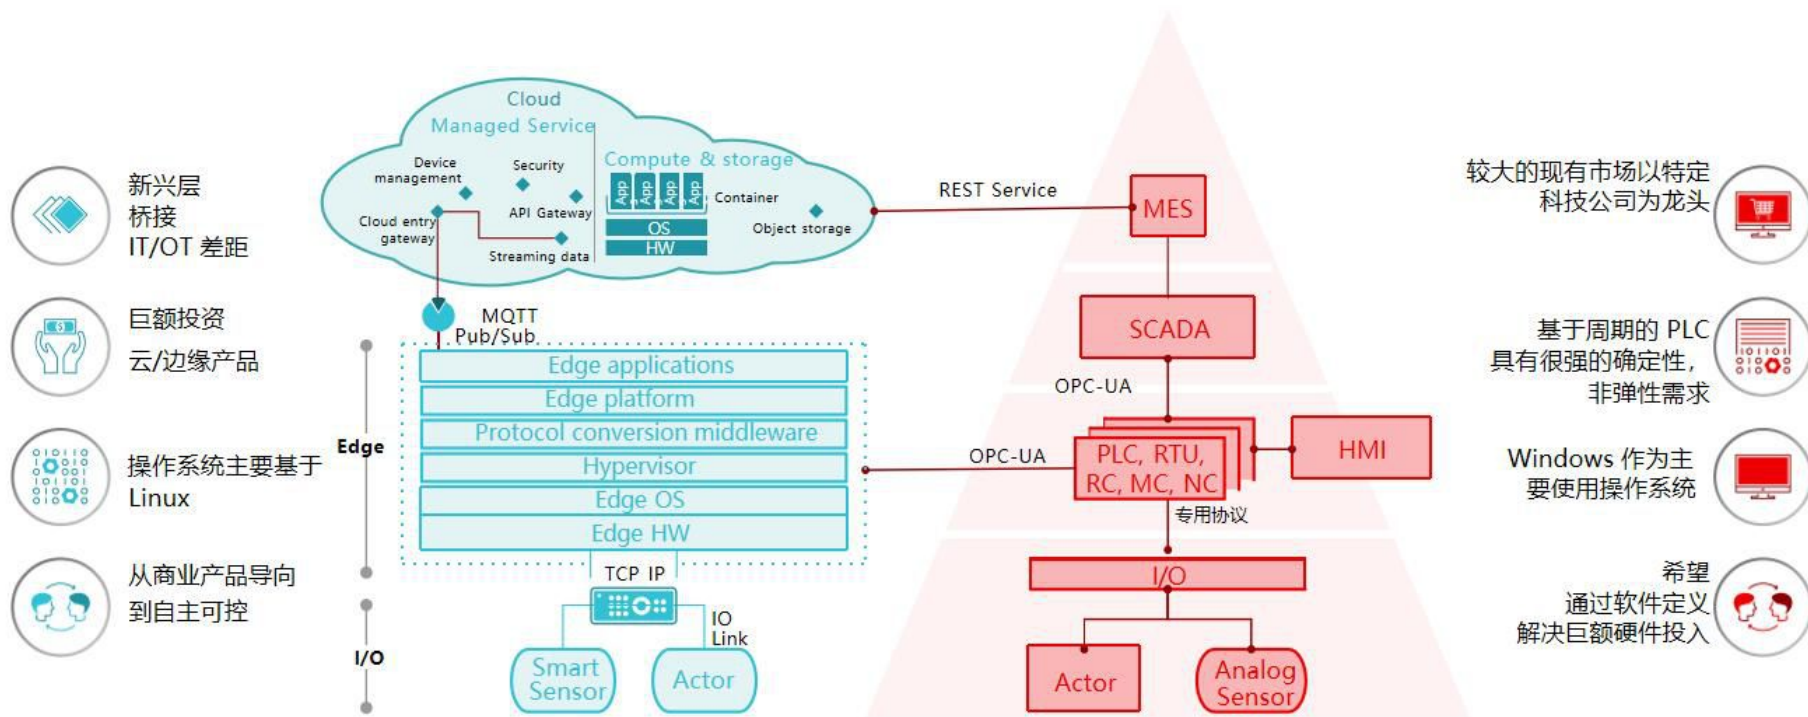 新兴层
桥接
IT/OT 差距
巨额投资
云/边缘产品
操作系统主要基于
Linux
从商业产品导向
到自主可控
Edge
I/O
Cloud
Managed Service
Device
management
Security
API Gateway
Cloud entry
gateway
Streaming data
Compute & storage
App
App
App
App
Container
OS
HW
Object storage
MQTT
Pub/Sub
Edge applications
Edge platform
Protocol conversion middleware
Hypervisor
Edge OS
Edge HW
TCP IP
IO
Link
Smart
Sensor
Actor
REST Service
MES
SCADA
OPC-UA
OPC-UA
PLC, RTU,
RC, MC, NC
HMI
专用协议
I/O
Actor
Analog
Sensor
较大的现有市场以特定
科技公司为龙头
基于周期的 PLC
具有很强的确定性，
非弹性需求
Windows 作为主
要使用操作系统
希望
通过软件定义
解决巨额硬件投入